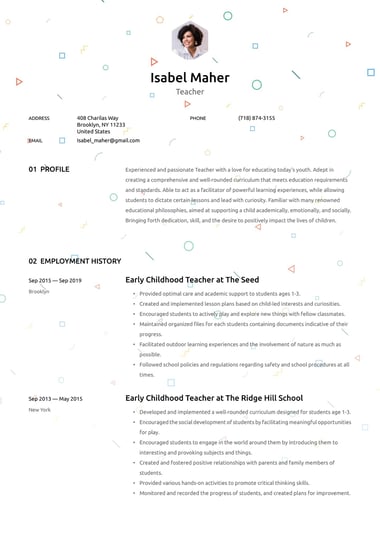 Isabel Maher
Teacher
ADDRESS
408 Charilas Way
Brooklyn, NY 11233
United States
PHONE
(718) 874-3155
EMAIL
isabel_maher@gmail.com
01 PROFILE
Experienced and passionate Teacher with a love for educating today's youth. Adept in
creating a comprehensive and well-rounded curriculum that meets education requirements
and standards. Able to act as a facilitator of powerful learning experiences, while allowing
students to dictate certain lessons and lead with curiosity. Familiar with many renowned
educational philosophies, aimed at supporting a child academically, emotionally, and socially.
Bringing forth dedication, skill, and the desire to positively impact the lives of children.
02 EMPLOYMENT HISTORY
Sep 2015 — Sep 2019
Brooklyn
Early Childhood Teacher at The Seed
• Provided optimal care and academic support to students ages 1-3.
• Created and implemented lesson plans based on child-led interests and curiosities.
• Encouraged students to actively play and explore new things with fellow classmates.
• Maintained organized files for each students containing documents indicative of their
progress.
• Facilitated outdoor learning experiences and the involvement of nature as much as
possible.
• Followed school policies and regulations regarding safety and school procedures at all
times.
Sep 2013 — May 2015
New York
Early Childhood Teacher at The Ridge Hill School
• Developed and implemented a well-rounded curriculum designed for students age 1-3.
• Encouraged the social development of students by facilitating meaningful opportunities
for play.
• Encouraged students to engage in the world around them by introducing them to
interesting and provoking subjects and things.
• Created and fostered positive relationships with parents and family members of
students.
• Provided various hands-on activities to promote critical thinking skills.
• Monitored and recorded the progress of students, and created plans for improvement.